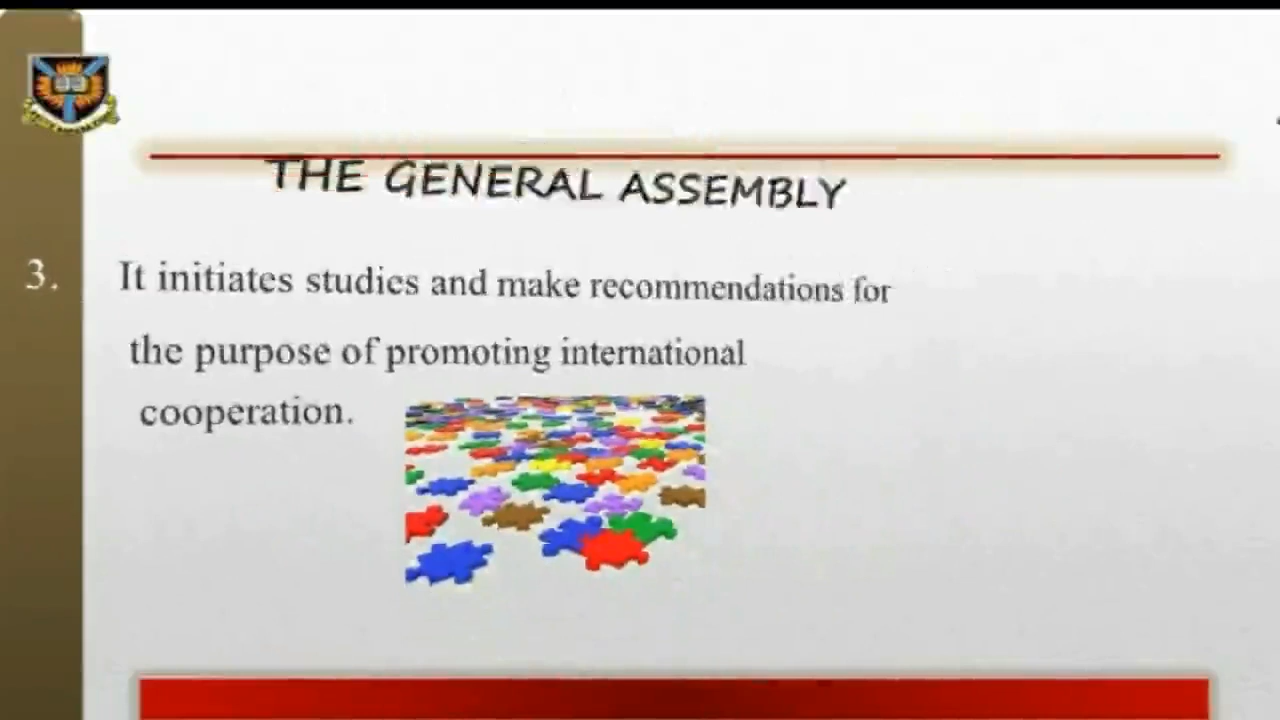 THE GENERAL ASSEMBLY
3. It initiates studies and make recommendations for
the purpose of promoting international
cooperation.